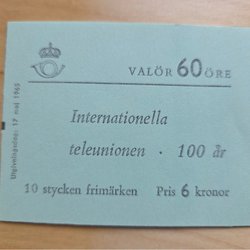 VALÖR 60 ÖRE
Internationella
teleunionen · 100 år
10 stycken frimärken Pris 6 kronor
Utgivningsdag: 17 maj 1965